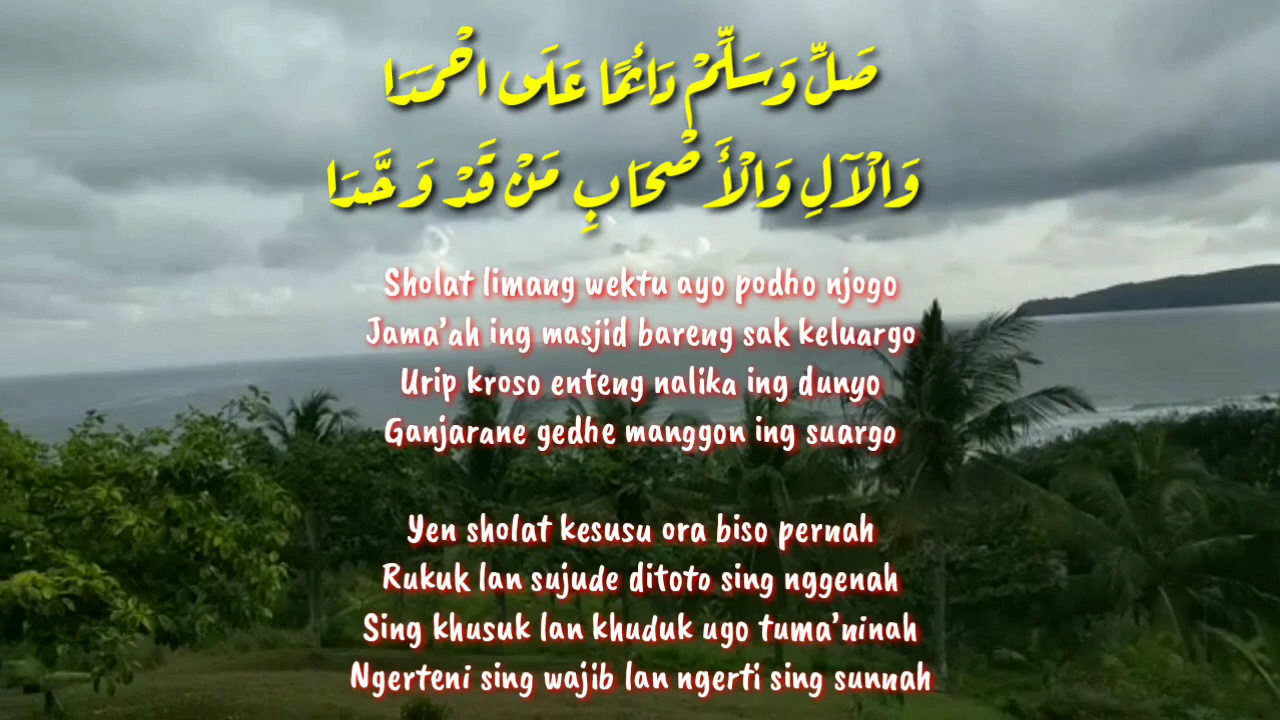 صَلِّ وَسَلِّمْ دَائِمًا عَلَى احْمَدَا
وَالْآلِ وَالْأَصْحَابِ مَنْ قَدْ وَحَّدَا
Sholat limang wektu ayo podho njogo
Jama'ah ing masjid bareng sak keluargo
Urip kroso enteng nalika ing dunyo
Ganjarane gedhe manggon ing suargo
Yen sholat kesusu ora biso pernah
Rukuk lan sujude ditoto sing nggenah
Sing khusuk lan khuduk ugo tuma'ninah
Ngerteni sing wajib lan ngerti sing sunnah